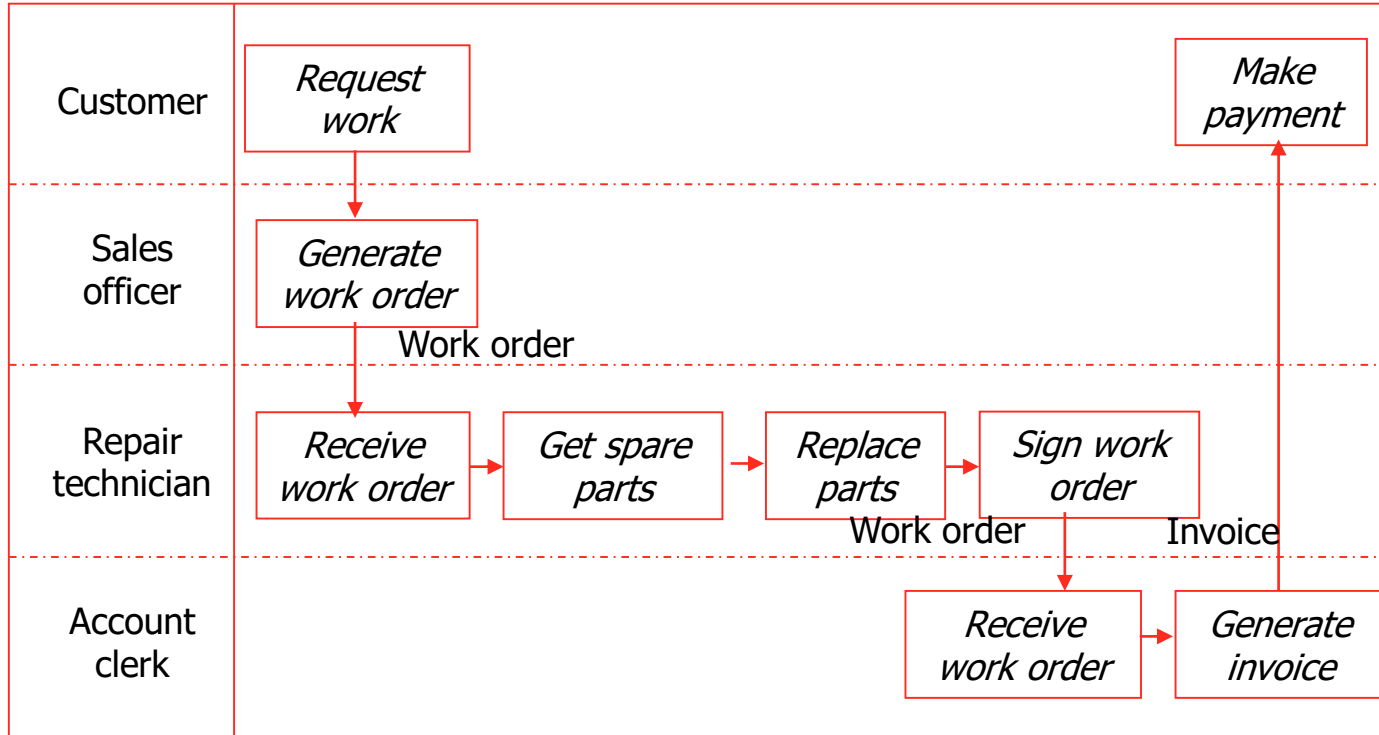 Customer
Request
work
Make
payment
Sales
officer
Generate
work order
Work order
Repair
technician
Receive
work order
Get spare
parts
Replace
parts
Sign work
order
Work order
Invoice
Account
clerk
Receive
work order
Generate
invoice